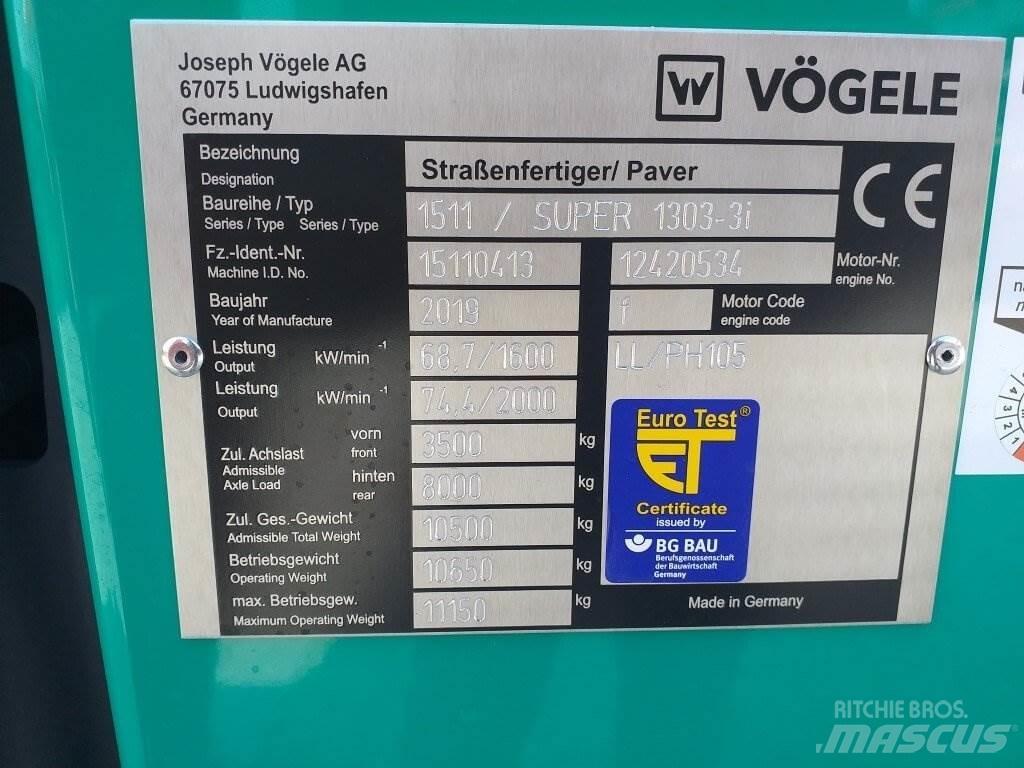 Joseph Vögele AG
67075 Ludwigshafen
Germany
VÖGELE
Bezeichnung
Designation
Straßenfertiger/ Paver
Baureihe / Typ
Series / Type Series / Type
1511 / SUPER 1303-3i
CE
Fz.-Ident.-Nr.
Machine I.D. No.
15110413
12420534
Motor-Nr.
engine No.
Baujahr
Year of Manufacture
2019
f
Motor Code
engine code
Leistung
Output
kW/min -1
68,7/1600
LL/PH105
Leistung
Output
kW/min -1
74,4/2000
Zul. Achslast
Admissible
Axle Load
vorn
front
3500 kg
hinten
rear
8000 kg
Zul. Ges.-Gewicht
Admissible Total Weight
10500 kg
Betriebsgewicht
Operating Weight
10650 kg
max. Betriebsgew.
Maximum Operating Weight
11150 kg
Euro Test®
ET
Certificate
issued by
BG BAU
Berufsgenossenschaft
der Bauwirtschaft
Germany
Made in Germany
4
3
2
1
RITCHIE BROS.
MASCUS